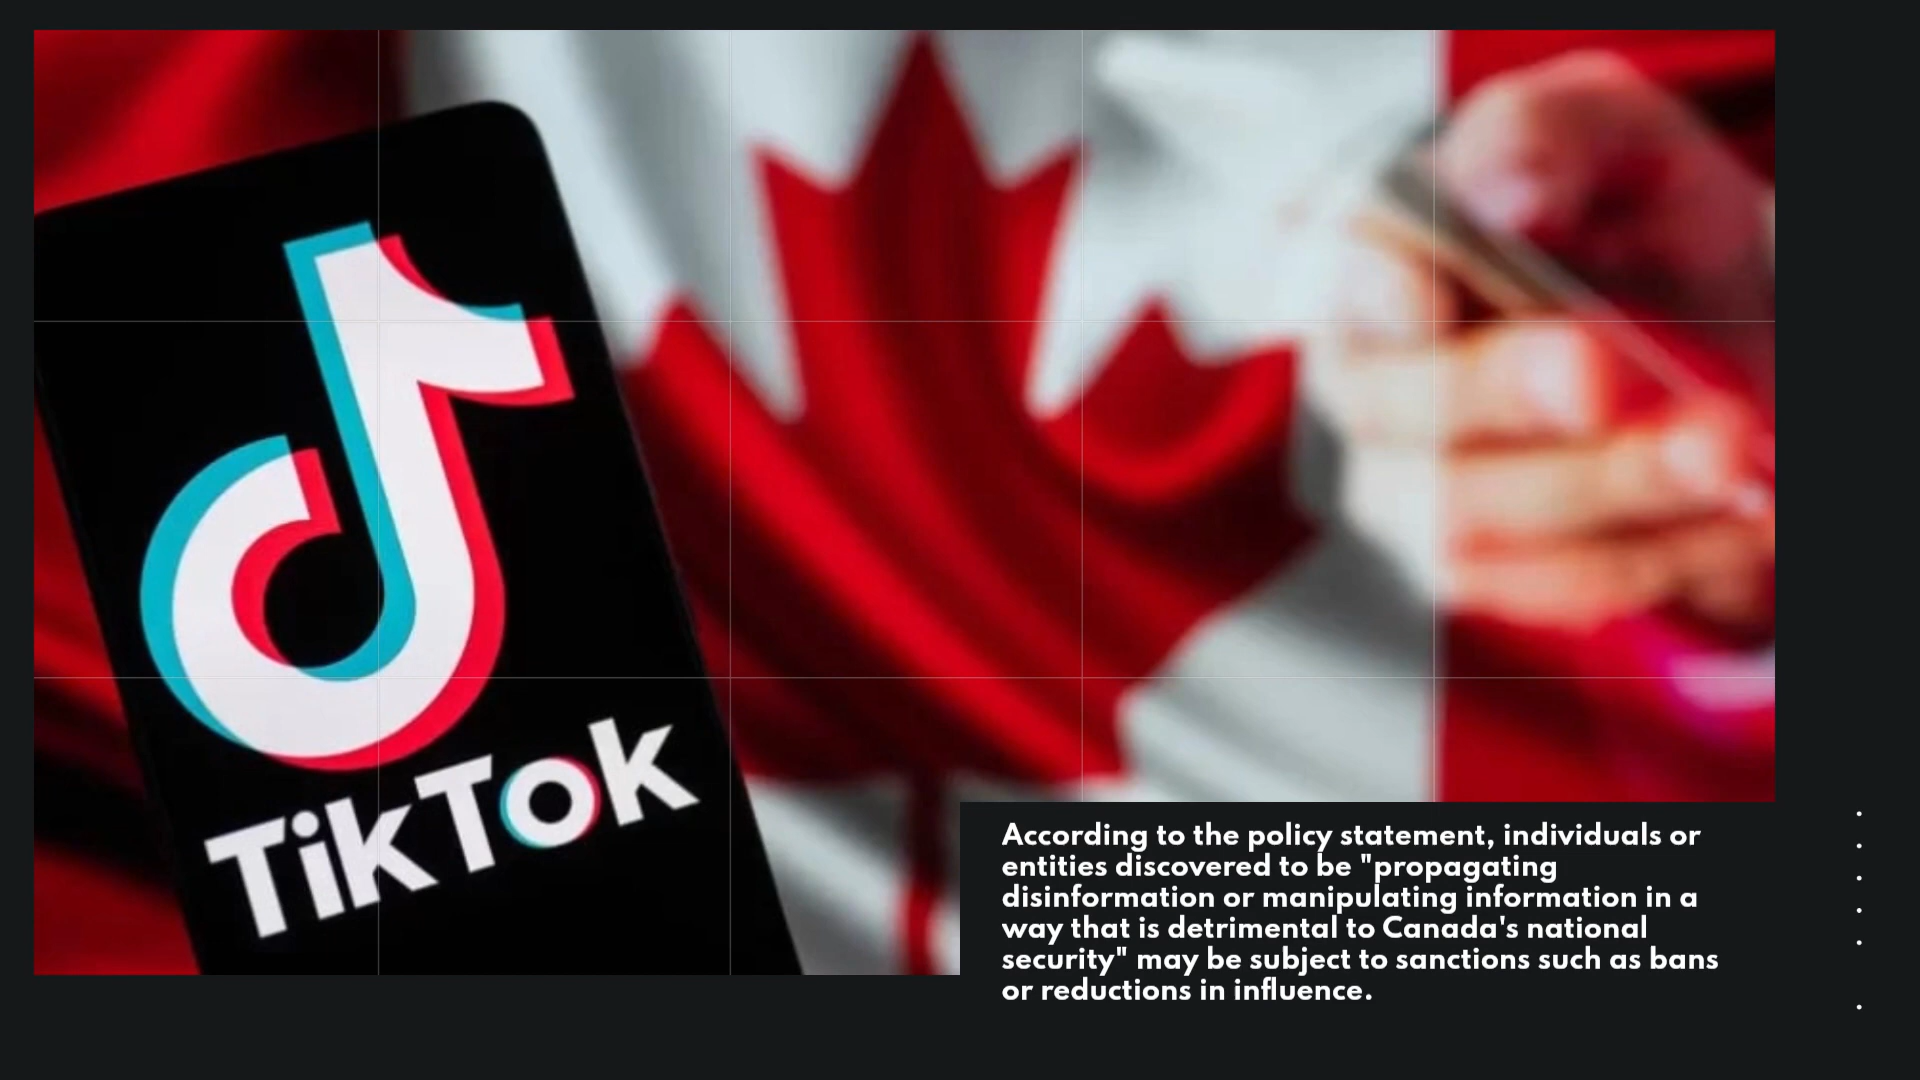 TikTok
According to the policy statement, individuals or
entities discovered to be "propagating
disinformation or manipulating information in a
way that is detrimental to Canada's national
security" may be subject to sanctions such as bans
or reductions in influence.